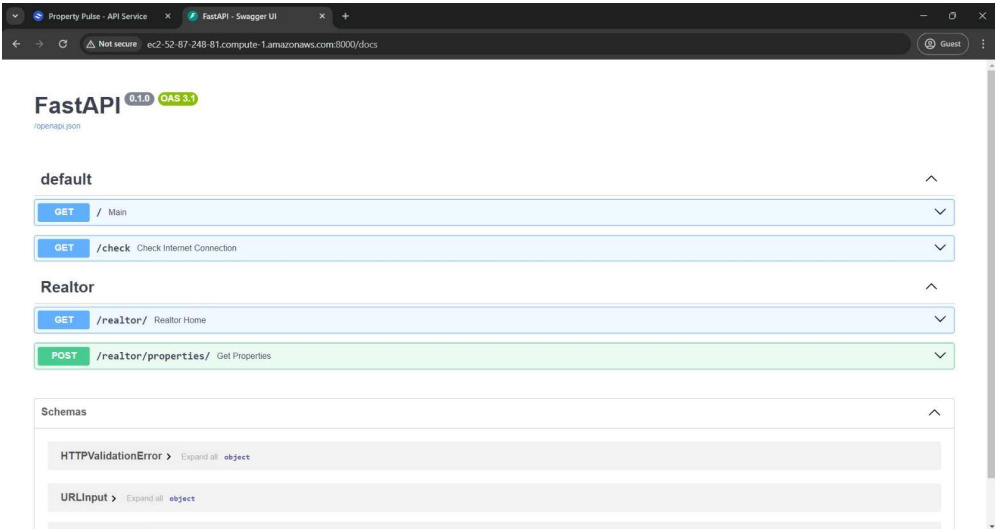 Property Pulse - API Service
FastAPI - Swagger UI
Not secure ec2-52-87-248-81.compute-1.amazonaws.com:8000/docs
Guest
FastAPI 0.1.0 OAS 3.1
/openapi.json
default
GET / Main
GET /check Check Internet Connection
Realtor
GET /realtor/ Realtor Home
POST /realtor/properties/ Get Properties
Schemas
HTTPValidationError Expand all object
URLInput Expand all object